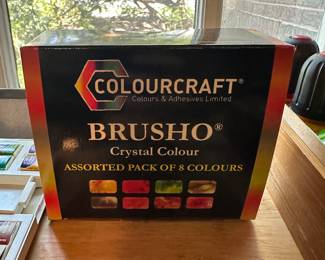 COLOURCRAFT®
Colours & Adhesives Limited
BRUSHO®
Crystal Colour
ASSORTED PACK OF 8 COLOURS